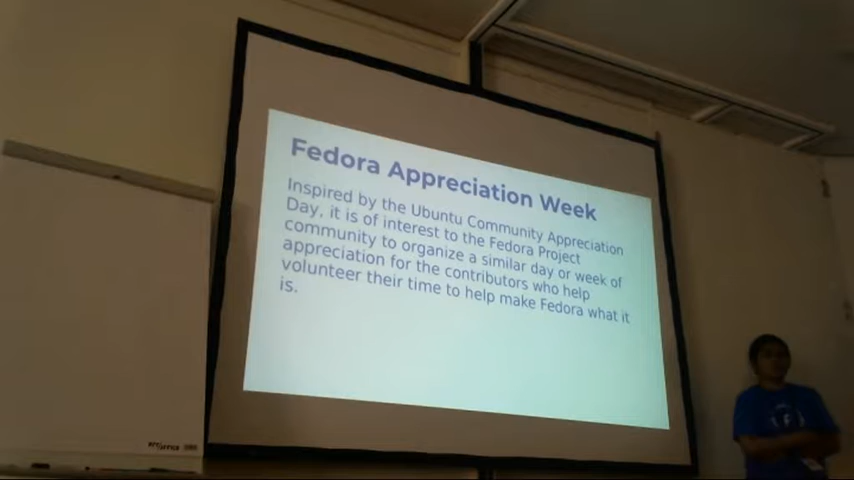 Fedora Appreciation Week
Inspired by the Ubuntu Community Appreciation
Day, it is of interest to the Fedora Project
community to organize a similar day or week of
appreciation for the contributors who help
volunteer their time to help make Fedora what it
is.